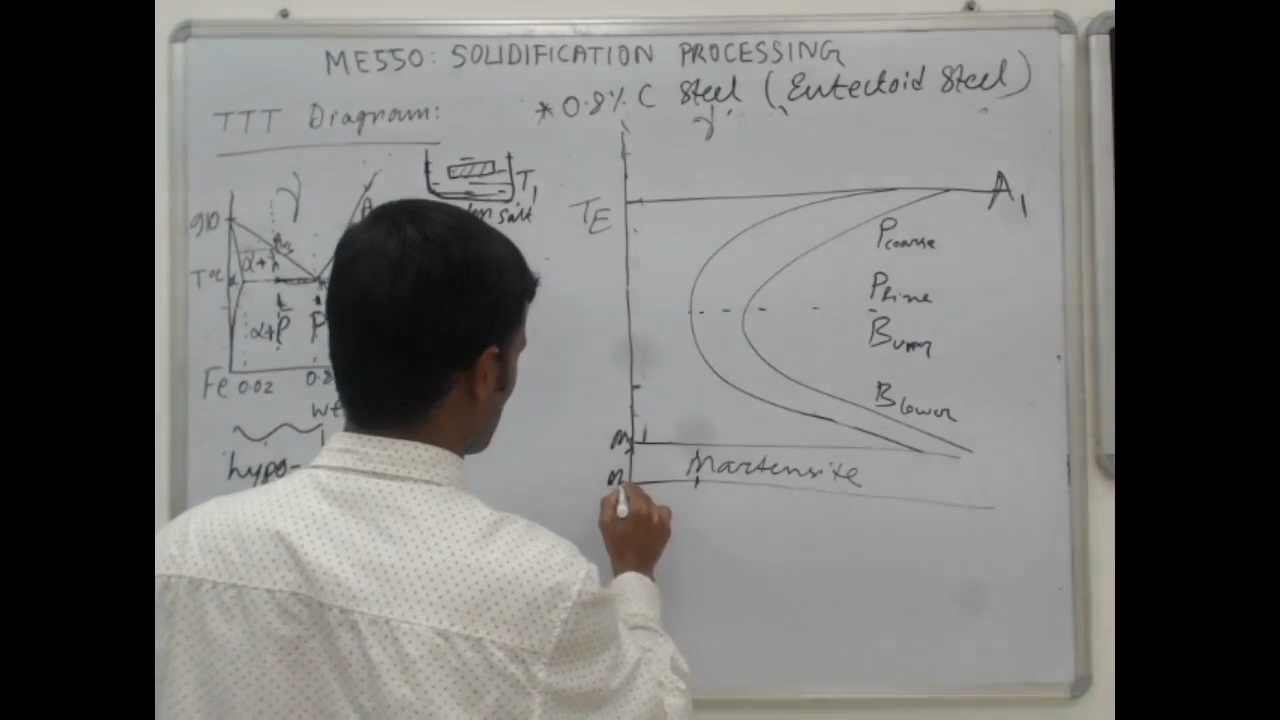 ME550: SOLIDIFICATION PROCESSING
TTT Diagram:
* 0.8% C Steel (Eutectoid Steel)
γ
γ
T1
salt
910
α+γ
T°C
α+P
P
Fe 0.02 0.8
hypo-
TE
A1
Pcoarse
Pfine
Bupper
Blower
M
Martensite
M